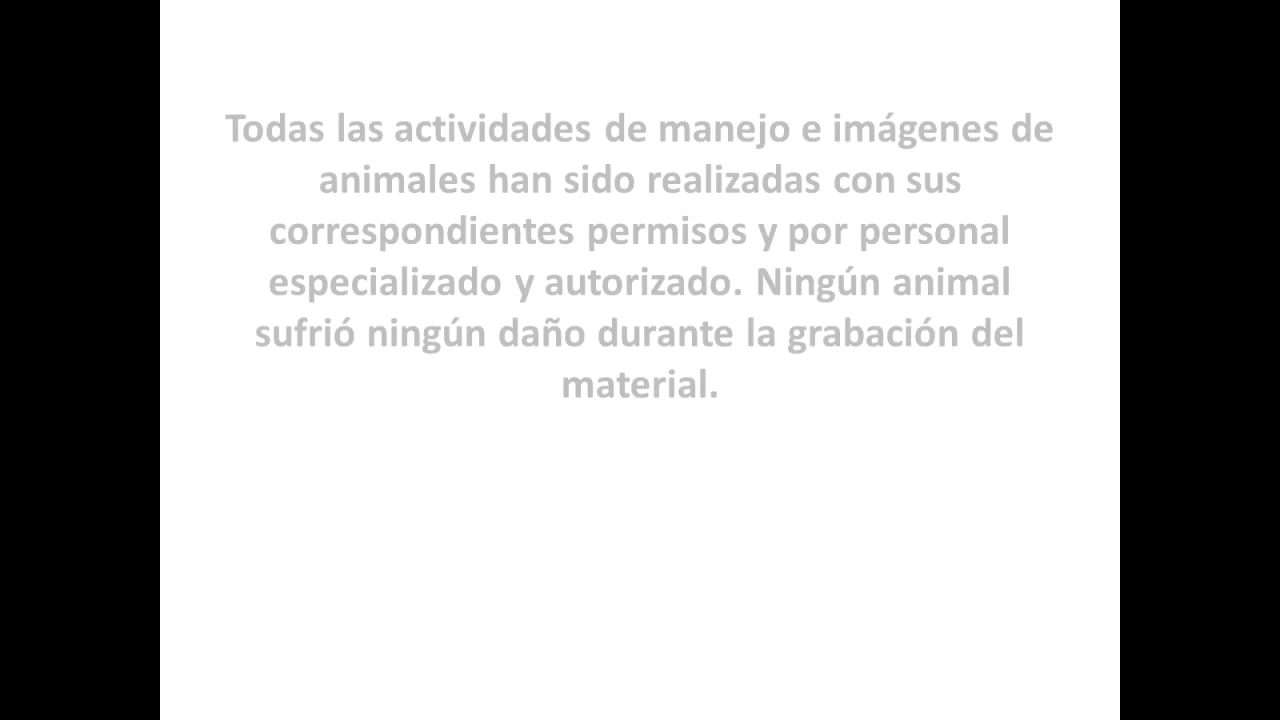 Todas las actividades de manejo e imágenes de
animales han sido realizadas con sus
correspondientes permisos y por personal
especializado y autorizado. Ningún animal
sufrió ningún daño durante la grabación del
material.